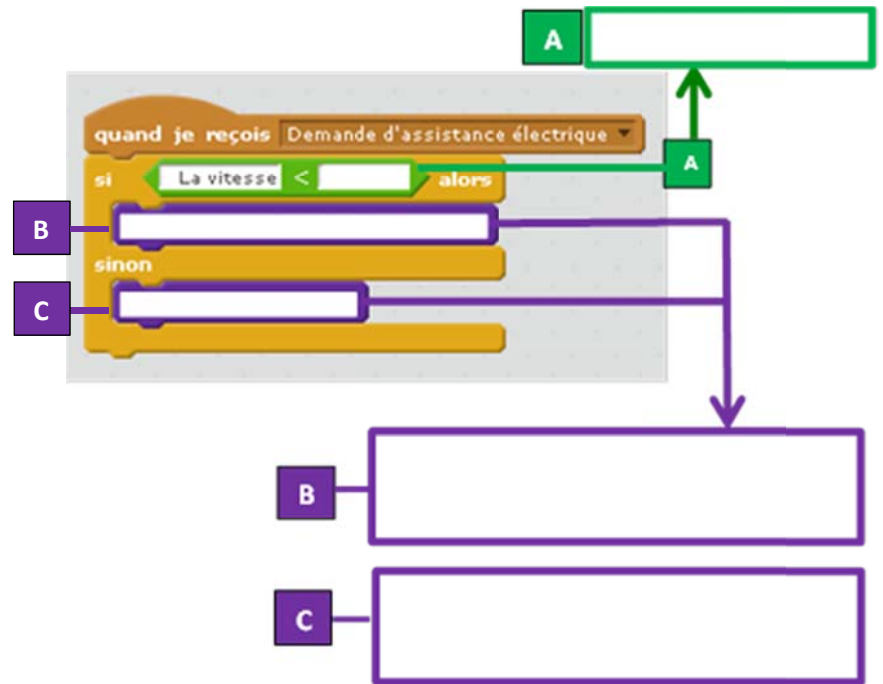 A
quand je reçois Demande d'assistance électrique
si La vitesse < alors
A
B
sinon
C
B
C